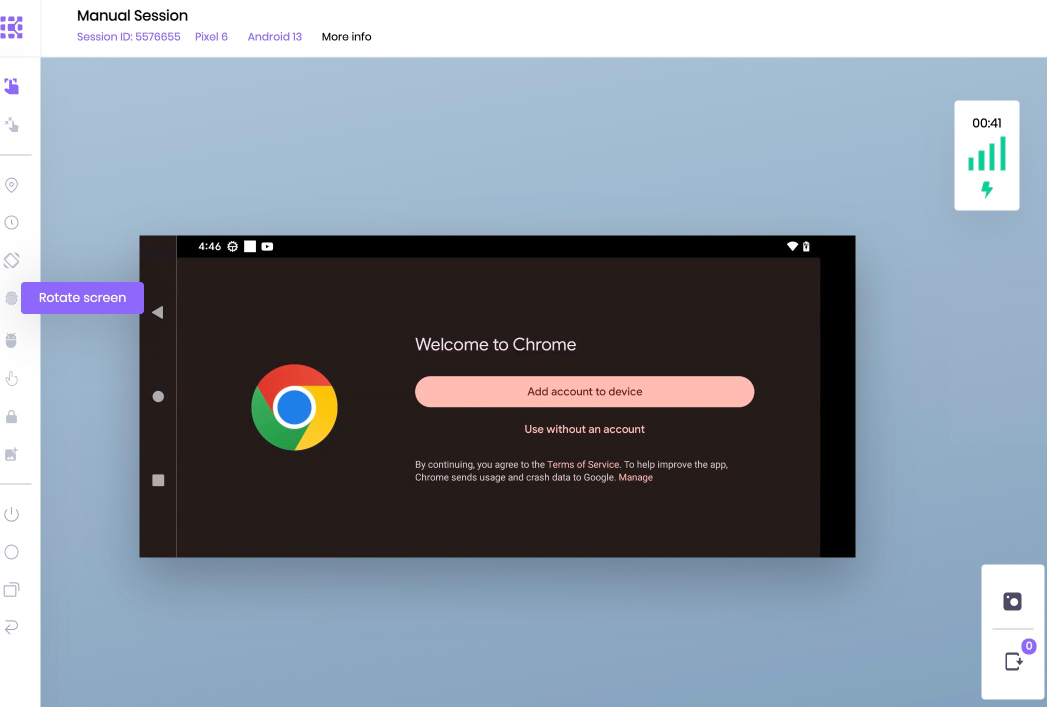 Manual Session
Session ID: 5576655 Pixel 6 Android 13 More info
00:41
4:46
Rotate screen
Welcome to Chrome
Add account to device
Use without an account
By continuing, you agree to the Terms of Service. To help improve the app,
Chrome sends usage and crash data to Google. Manage
0